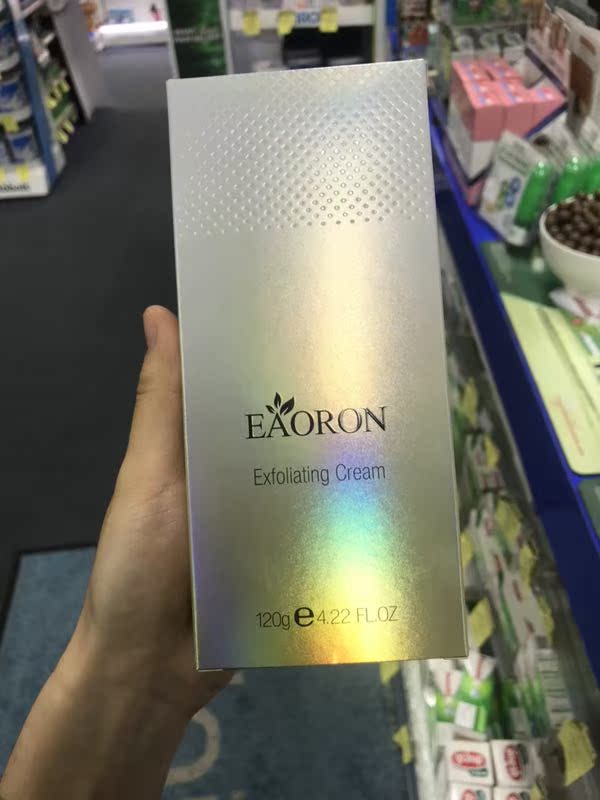 EAORON
Exfoliating Cream
120g e 4.22 FL.OZ